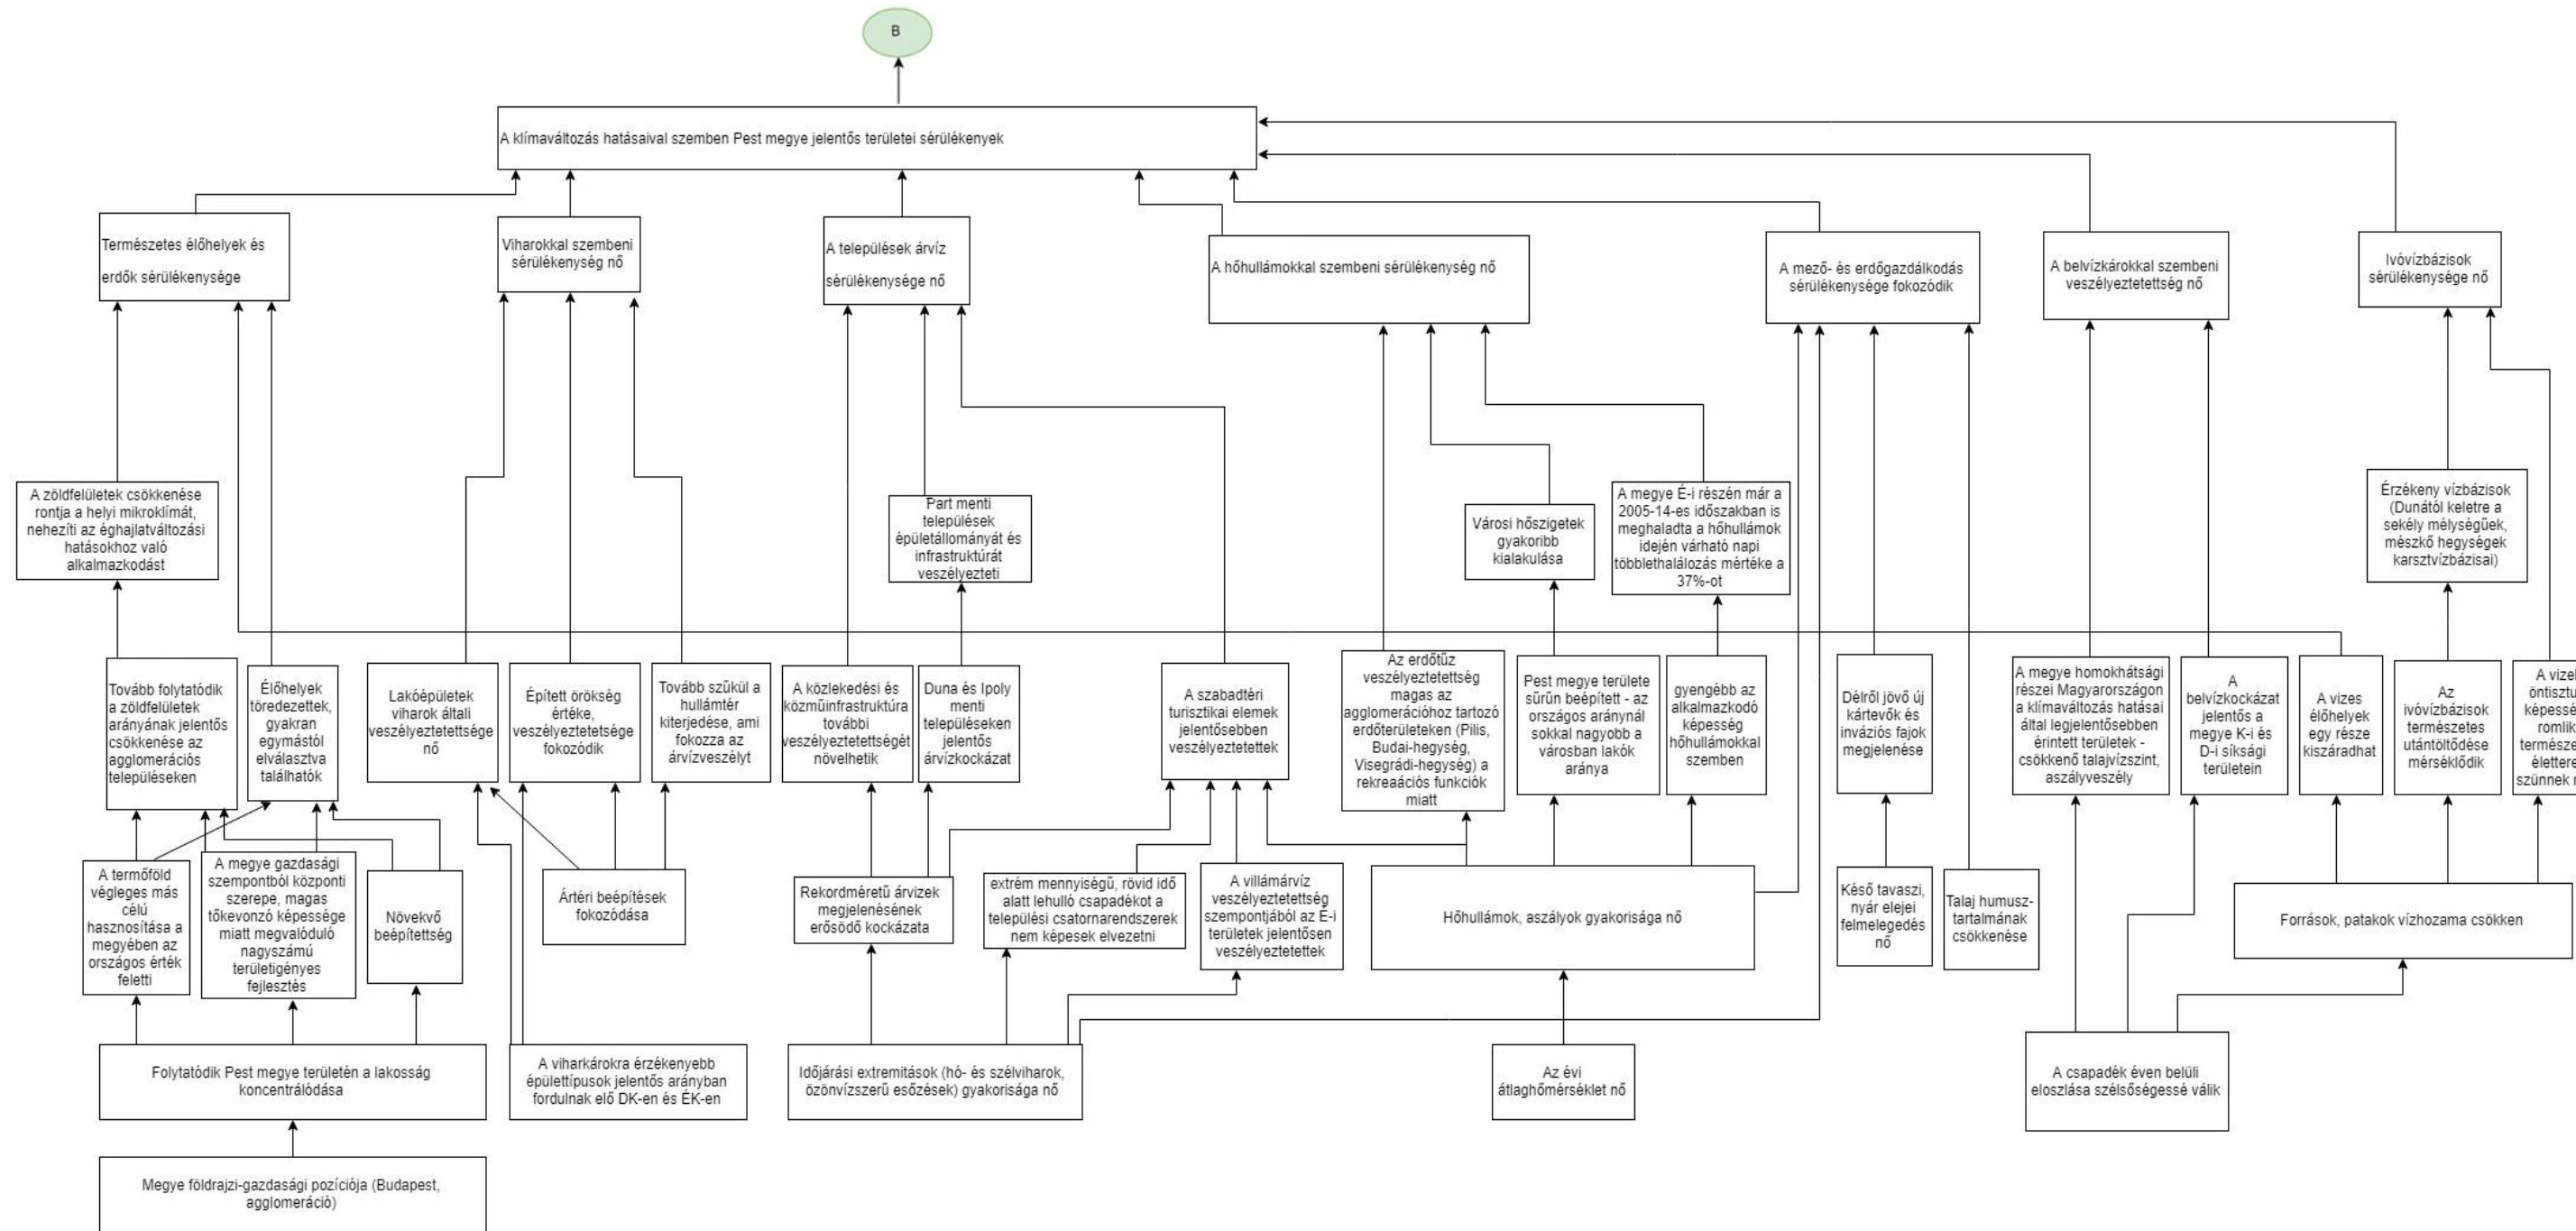 B
A klímaváltozás hatásaival szemben Pest megye jelentős területei sérülékenyek
Természetes élőhelyek és
erdők sérülékenysége
Viharokkal szembeni
sérülékenység nő
A települések árvíz
sérülékenysége nő
A hőhullámokkal szembeni sérülékenység nő
A mező- és erdőgazdálkodás
sérülékenysége fokozódik
A belvízkárokkal szembeni
veszélyeztetettség nő
Ivóvízbázisok
sérülékenysége nő
A zöldfelületek csökkenése
rontja a helyi mikroklímát,
nehezíti az éghajlatváltozási
hatásokhoz való
alkalmazkodást
Part menti
települések
épületállományát és
infrastruktúrát
veszélyezteti
Városi hőszigetek
gyakoribb
kialakulása
A megye É-i részén már a
2005-14-es időszakban is
meghaladta a hőhullámok
idején várható napi
többlethalálozás mértéke a
37%-ot
Érzékeny vízbázisok
(Dunától keletre a
sekély mélységűek,
mészkő hegységek
karsztvízbázisai)
Tovább folytatódik
a zöldfelületek
arányának jelentős
csökkenése az
agglomerációs
településeken
Élőhelyek
töredezettek,
gyakran
egymástól
elválasztva
találhatók
Lakóépületek
viharok általi
veszélyeztetettsége
nő
Épített örökség
értéke,
veszélyeztetetsége
fokozódik
Tovább szűkül a
hullámtér
kiterjedése, ami
fokozza az
árvízveszélyt
A közlekedési és
közműinfrastruktúra
további
veszélyeztetettségét
növelhetik
Duna és Ipoly
menti
településeken
jelentős
árvízkockázat
A szabadtéri
turisztikai elemek
jelentősebben
veszélyeztetettek
Az erdőtűz
veszélyeztetettség
magas az
agglomerációhoz tartozó
erdőterületeken (Pilis,
Budai-hegység,
Visegrádi-hegység) a
rekreaációs funkciók
miatt
Pest megye területe
sűrűn beépített - az
országos aránynál
sokkal nagyobb a
városban lakók
aránya
gyengébb az
alkalmazkodó
képesség
hőhullámokkal
szemben
Délről jövő új
kártevők és
inváziós fajok
megjelenése
A megye homokhátsági
részei Magyarországon
a klímaváltozás hatásai
által legjelentősebben
érintett területek -
csökkenő talajvízszint,
aszályveszély
A
belvízkockázat
jelentős a
megye K-i és
D-i síksági
területein
A vizes
élőhelyek
egy része
kiszáradhat
Az
ivóvízbázisok
természetes
utántöltődése
mérséklődik
A vizek
öntisztu
képessé
romlik
természe
élettere
szünnek
A termőföld
végleges más
célú
hasznosítása a
megyében az
országos érték
feletti
A megye gazdasági
szempontból központi
szerepe, magas
tőkevonzó képessége
miatt megvalóduló
nagyszámú
területigényes
fejlesztés
Növekvő
beépítettség
Ártéri beépítések
fokozódása
Rekordméretű árvizek
megjelenésének
erősödő kockázata
extrém mennyiségű, rövid idő
alatt lehulló csapadékot a
települési csatornarendszerek
nem képesek elvezetni
A villámárvíz
veszélyeztetettség
szempontjából az É-i
területek jelentősen
veszélyeztetettek
Hőhullámok, aszályok gyakorisága nő
Késő tavaszi,
nyár elejei
felmelegedés
nő
Talaj humusz-
tartalmának
csökkenése
Források, patakok vízhozama csökken
Folytatódik Pest megye területén a lakosság
koncentrálódása
A viharkárokra érzékenyebb
épülettípusok jelentős arányban
fordulnak elő DK-en és ÉK-en
Időjárási extremitások (hó- és szélviharok,
özönvízszerű esőzések) gyakorisága nő
Az évi
átlaghőmérséklet nő
A csapadék éven belüli
eloszlása szélsőségessé válik
Megye földrajzi-gazdasági pozíciója (Budapest,
agglomeráció)